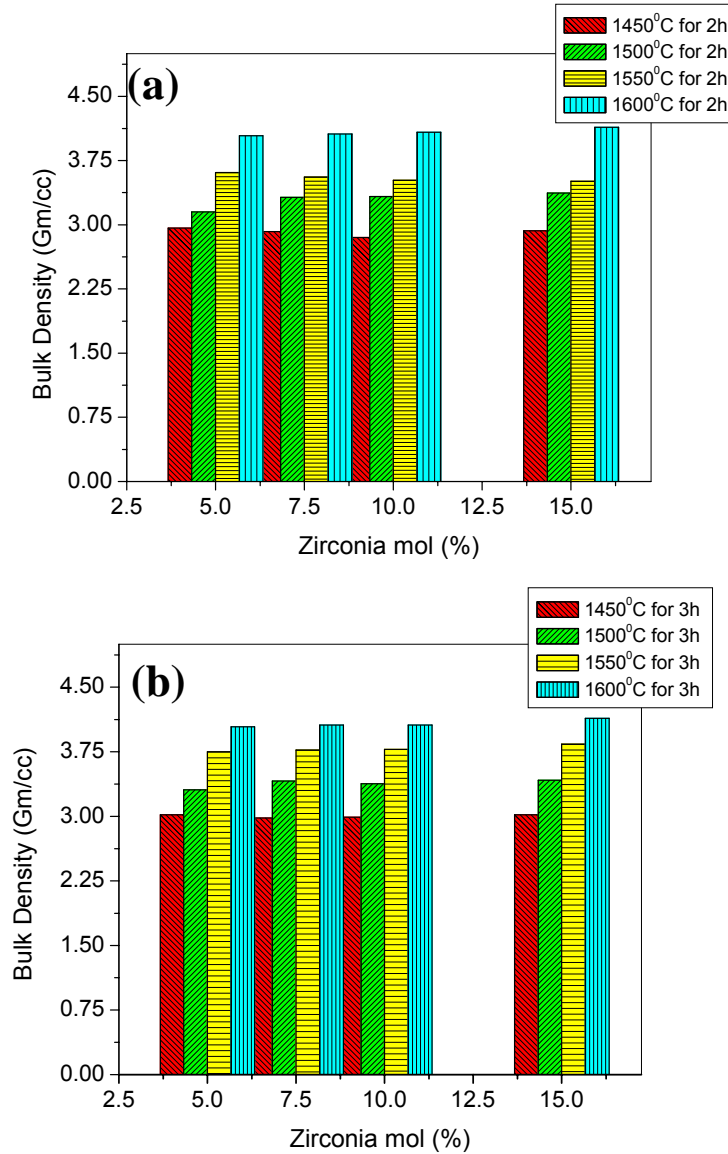 1450⁰C for 2h
1500⁰C for 2h
1550⁰C for 2h
1600⁰C for 2h
(a)
4.50
3.75
3.00
2.25
1.50
0.75
0.00
Bulk Density (Gm/cc)
2.5 5.0 7.5 10.0 12.5 15.0
Zirconia mol (%)
1450⁰C for 3h
1500⁰C for 3h
1550⁰C for 3h
1600⁰C for 3h
(b)
4.50
3.75
3.00
2.25
1.50
0.75
0.00
Bulk Density (Gm/cc)
2.5 5.0 7.5 10.0 12.5 15.0
Zirconia mol (%)